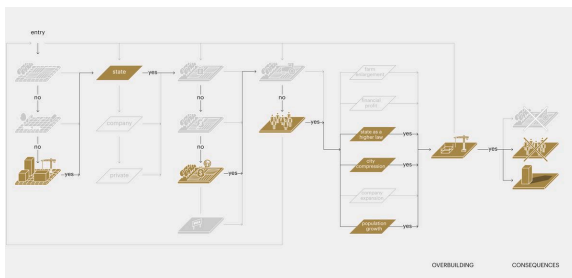 entry
no
no
yes
state
yes
company
private
no
no
yes
yes
farm
enlargement
financial
profit
state as a
higher law
yes
city
compression
yes
company
expansion
population
growth
yes
yes
OVERBUILDING
CONSEQUENCES